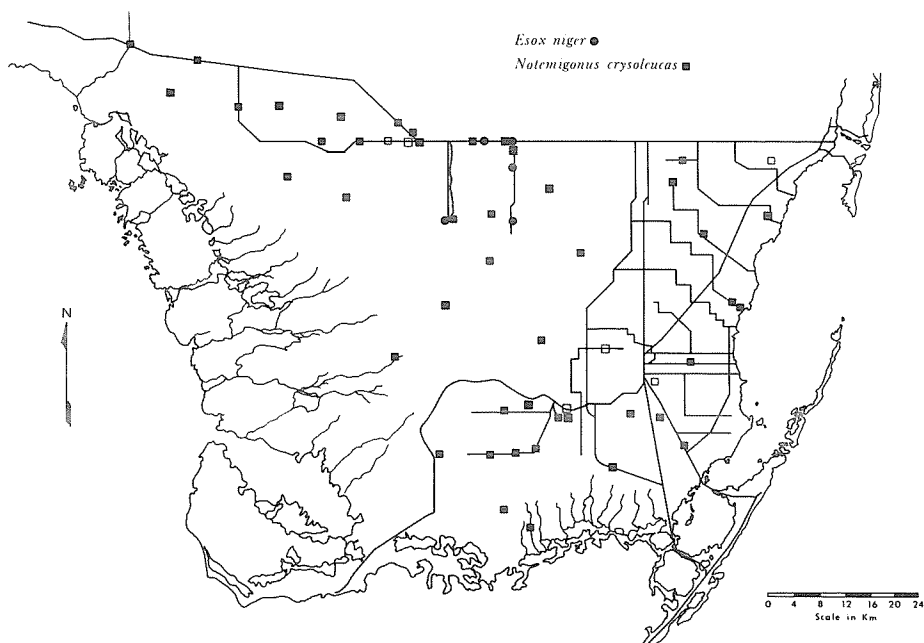 Esox niger
Notemigonus crysoleucas
N
0 4 8 12 16 20 24
Scale in Km